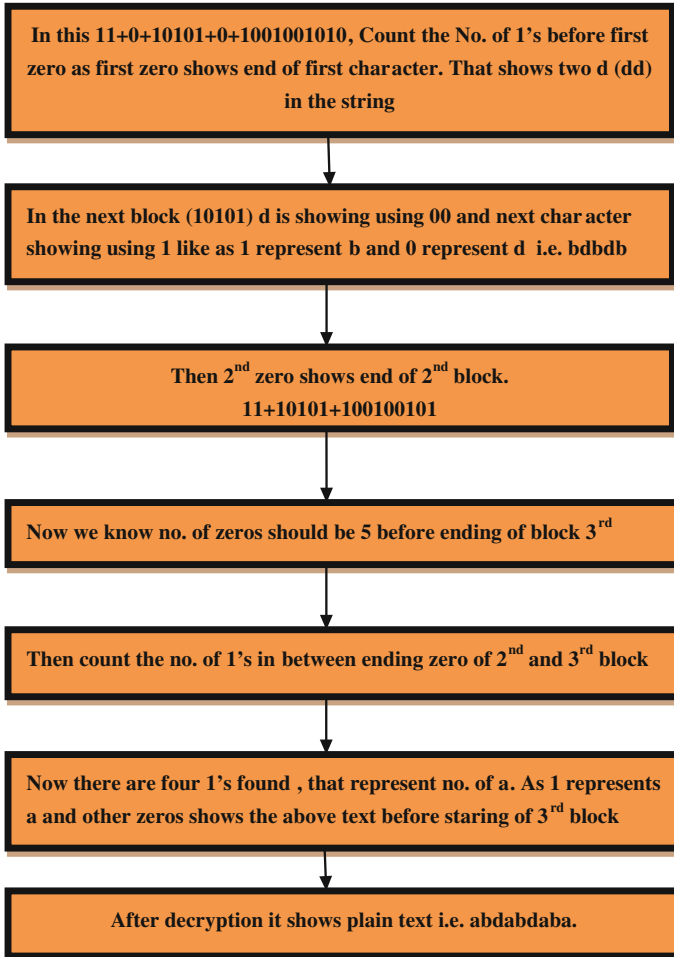 In this 11+0+10101+0+1001001010, Count the No. of 1’s before first
zero as first zero shows end of first character. That shows two d (dd)
in the string
In the next block (10101) d is showing using 00 and next character
showing using 1 like as 1 represent b and 0 represent d i.e. bdbdb
Then 2nd zero shows end of 2nd block.
11+10101+100100101
Now we know no. of zeros should be 5 before ending of block 3rd
Then count the no. of 1’s in between ending zero of 2nd and 3rd block
Now there are four 1’s found , that represent no. of a. As 1 represents
a and other zeros shows the above text before staring of 3rd block
After decryption it shows plain text i.e. abdabdaba.